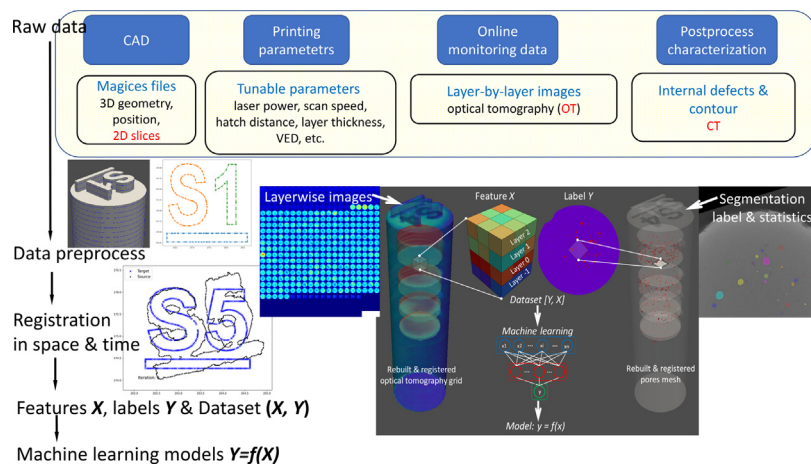 Raw data
CAD
Printing
parametetrs
Online
monitoring data
Postprocess
characterization
Magices files
3D geometry,
position,
2D slices
Tunable parameters
laser power, scan speed,
hatch distance, layer thickness,
VED, etc.
Layer-by-layer images
optical tomography (OT)
Internal defects &
contour
CT
S1
Data preprocess
Layerwise images
Feature X
Label Y
Segmentation
label & statistics
Layer 2
Layer 1
Layer 0
Layer -1
Target
Source
S5
Iteration
Registration
in space & time
Dataset [Y, X]
Machine learning
Rebuilt & registered
optical tomography grid
Rebuilt & registered
pores mesh
Y
Model: y = f(x)
Features X, labels Y & Dataset (X, Y)
Machine learning models Y=f(X)